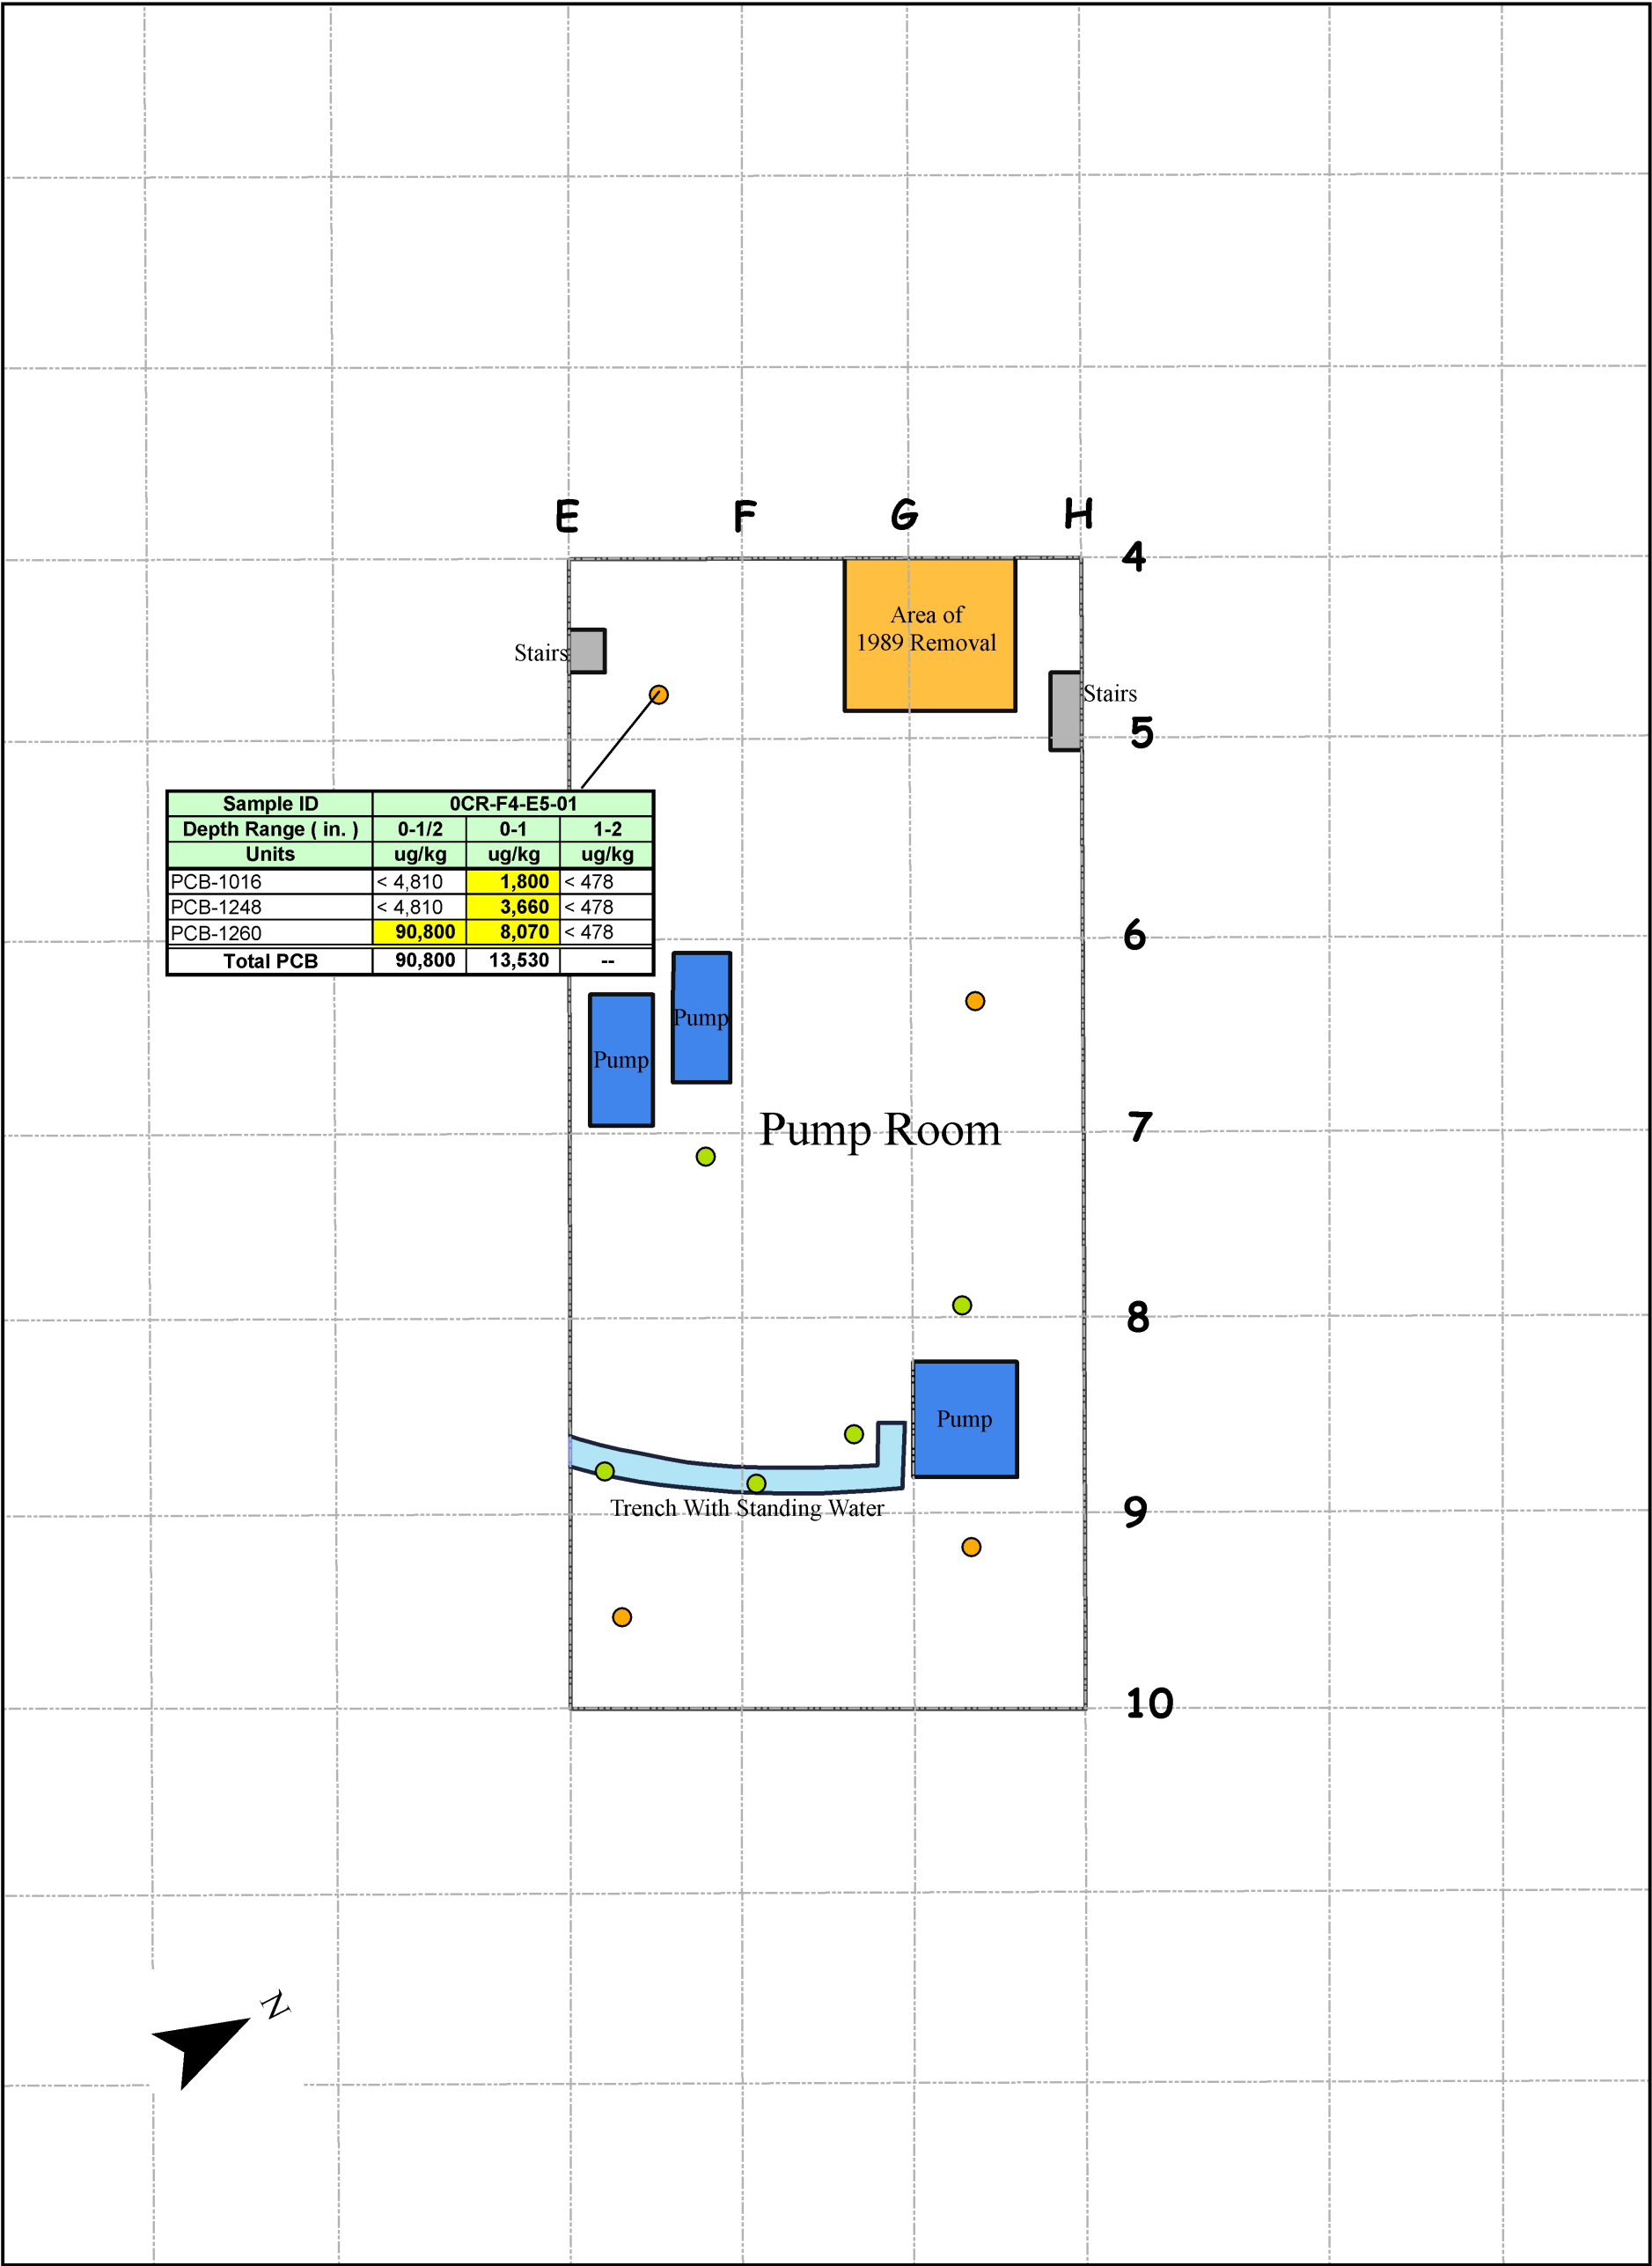 E F G H
4
Area of
1989 Removal
Stairs
Stairs
5
Sample ID 0CR-F4-E5-01
Depth Range ( in. ) 0-1/2 0-1 1-2
Units ug/kg ug/kg ug/kg
PCB-1016 < 4,810 1,800 < 478
PCB-1248 < 4,810 3,660 < 478
PCB-1260 90,800 8,070 < 478
Total PCB 90,800 13,530 --
6
Pump
Pump
Pump Room
7
8
Pump
Trench With Standing Water
9
10
N